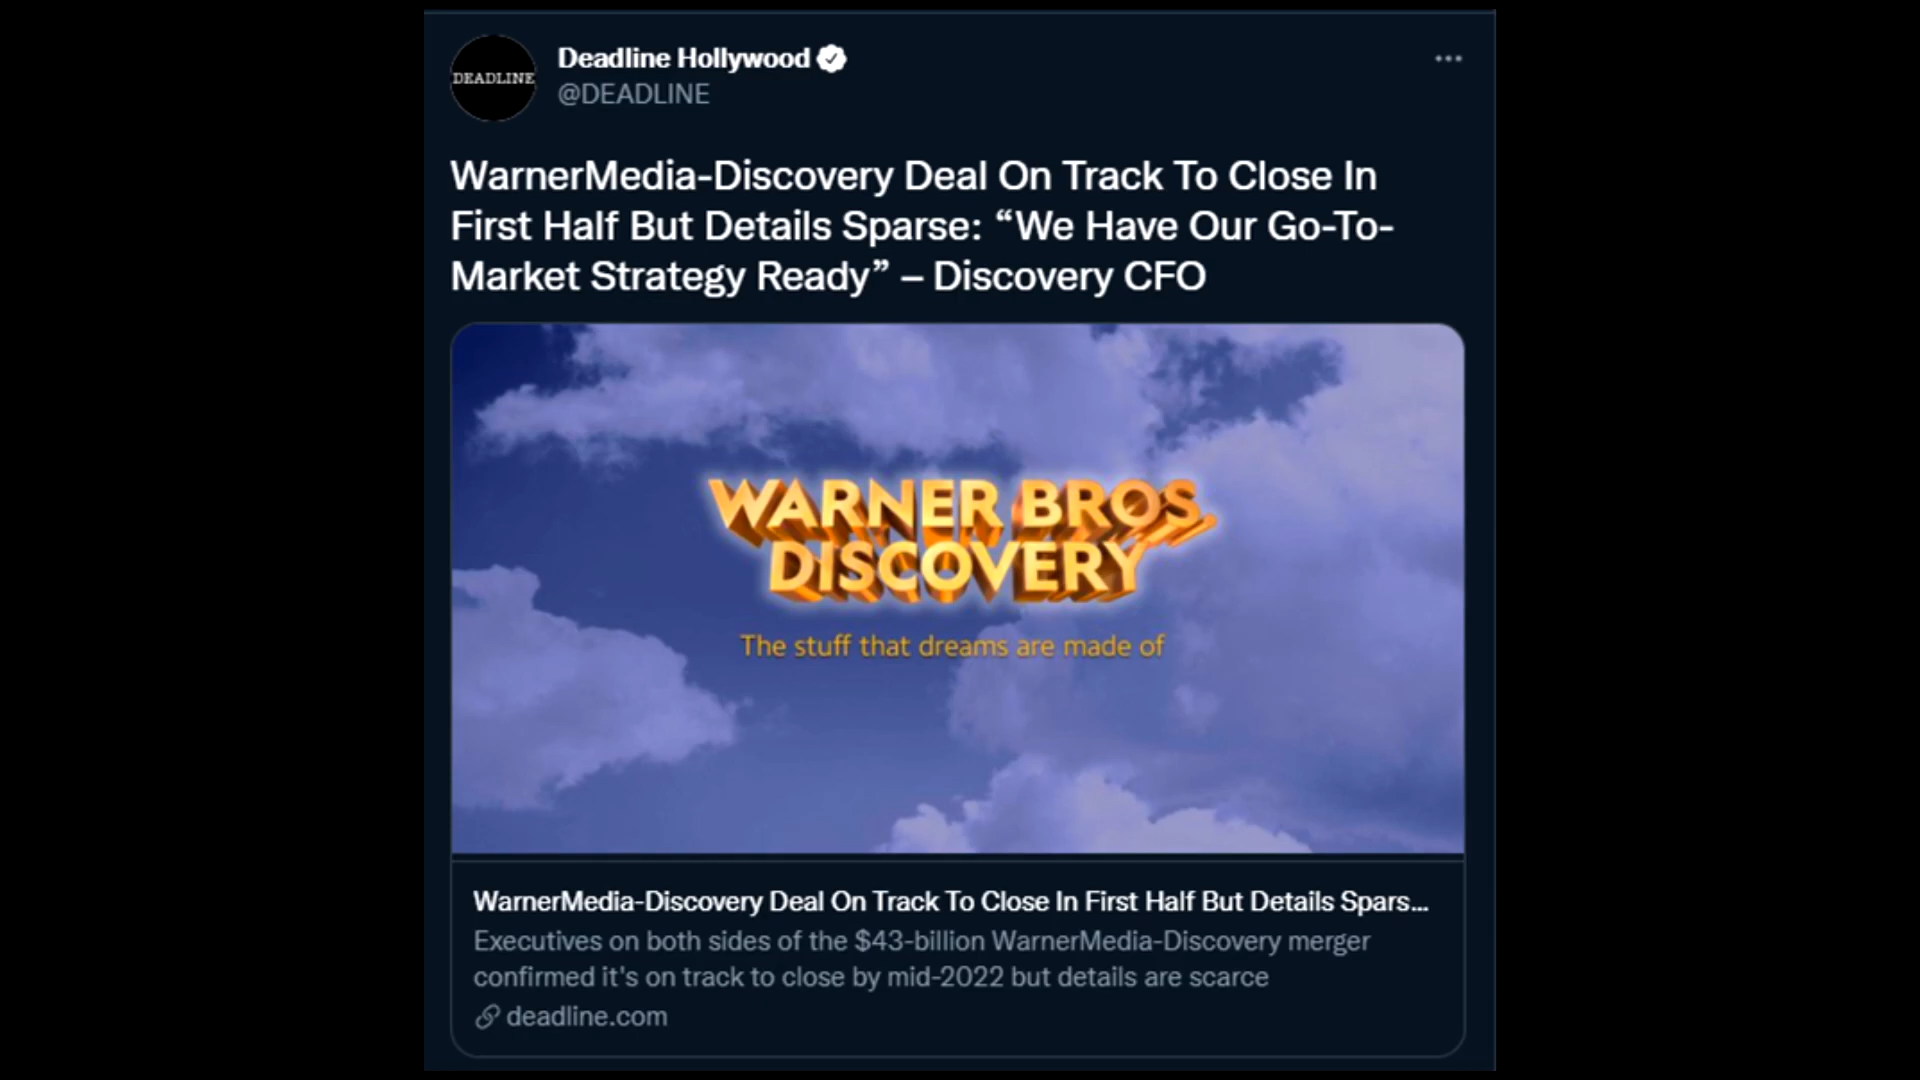 DEADLINE
Deadline Hollywood
@DEADLINE
WarnerMedia-Discovery Deal On Track To Close In
First Half But Details Sparse: “We Have Our Go-To-
Market Strategy Ready” – Discovery CFO
WARNER BROS.
DISCOVERY
The stuff that dreams are made of
WarnerMedia-Discovery Deal On Track To Close In First Half But Details Spars...
Executives on both sides of the $43-billion WarnerMedia-Discovery merger
confirmed it's on track to close by mid-2022 but details are scarce
deadline.com